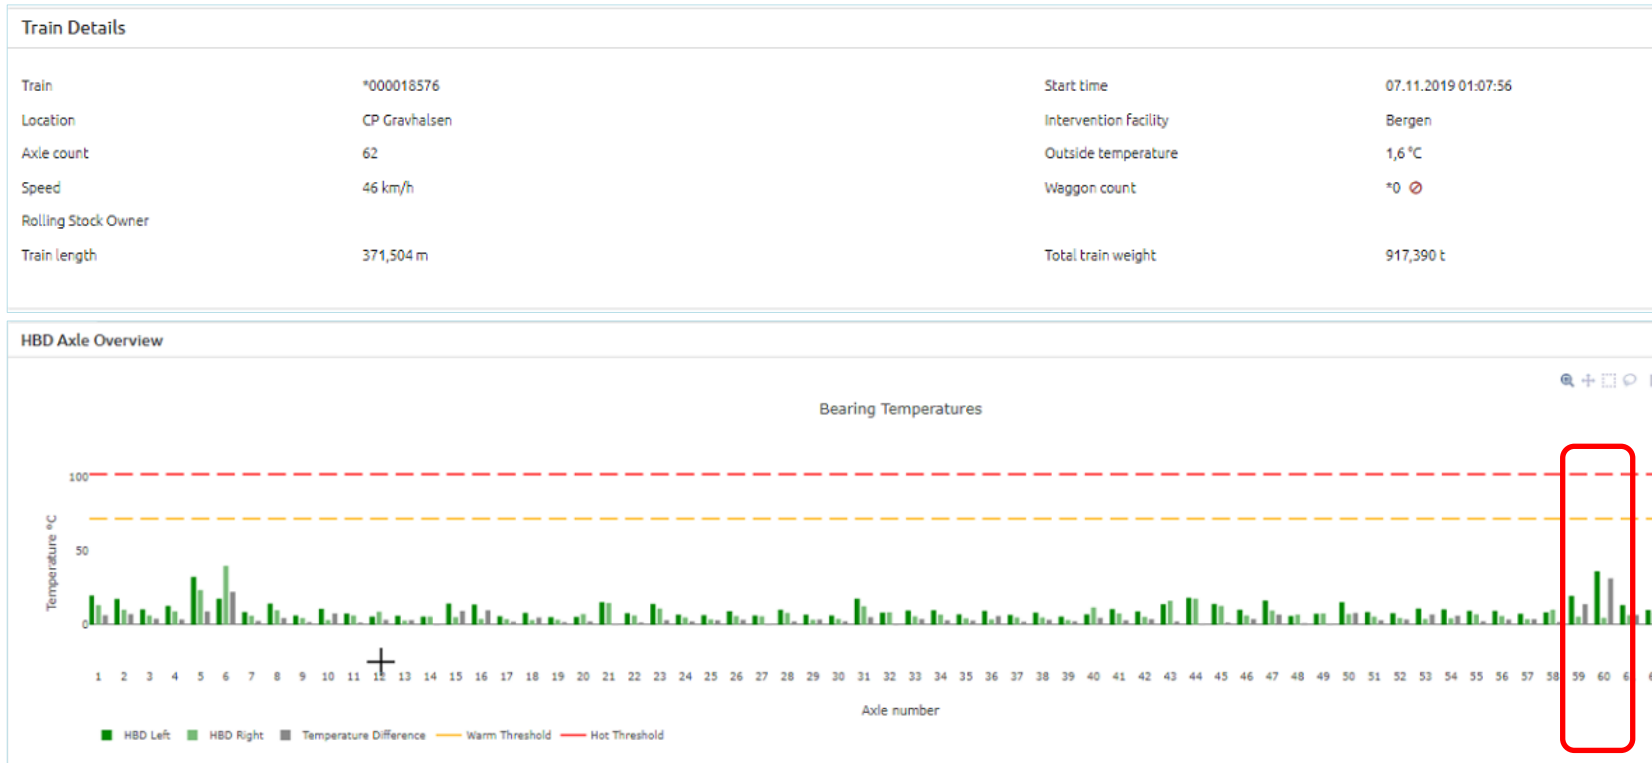 Train Details
Train *000018576 Start time 07.11.2019 01:07:56
Location CP Gravhalsen Intervention facility Bergen
Axle count 62 Outside temperature 1,6 °C
Speed 46 km/h Waggon count *0
Rolling Stock Owner
Train length 371,504 m Total train weight 917,390 t
HBD Axle Overview
Bearing Temperatures
100
50
0
Temperature °C
1 2 3 4 5 6 7 8 9 10 11 12 13 14 15 16 17 18 19 20 21 22 23 24 25 26 27 28 29 30 31 32 33 34 35 36 37 38 39 40 41 42 43 44 45 46 47 48 49 50 51 52 53 54 55 56 57 58 59 60
Axle number
HBD Left HBD Right Temperature Difference Warm Threshold Hot Threshold